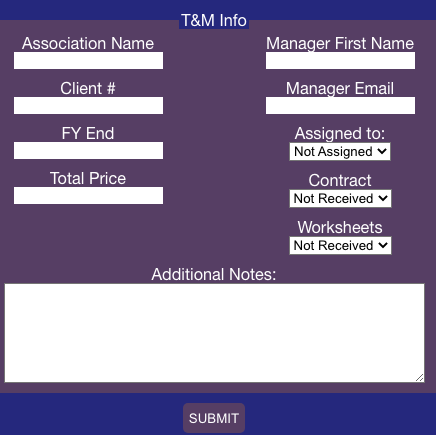 T&M Info
Association Name
Manager First Name
Client #
Manager Email
FY End
Assigned to:
Not Assigned
Total Price
Contract
Not Received
Worksheets
Not Received
Additional Notes:
SUBMIT